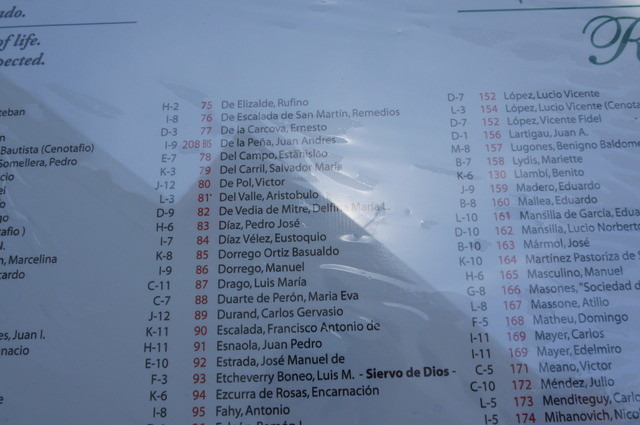 ndo.
of life.
pected.
steban
Bautista (Cenotafio)
Somellera, Pedro
cio
ei
go
afio )
l.
n, Marcelina
cardo
es, Juan I.
nacio
H-2 75 De Elizalde, Rufino
I-8 76 De Escalada de San Martin, Remedios
D-3 77 De la Carcova, Ernesto
I-9 208 BIS De la Peña, Juan Andres
E-7 78 Del Campo, Estanislao
K-3 79 Del Carril, Salvador María
J-12 80 De Pol, Victor
L-3 81 Del Valle, Aristobulo
D-9 82 De Vedia de Mitre, Delfina María L.
H-6 83 Díaz, Pedro José
I-7 84 Díaz Vélez, Eustoquio
K-8 85 Dorrego Ortiz Basualdo
I-9 86 Dorrego, Manuel
C-11 87 Drago, Luis María
C-7 88 Duarte de Perón, Maria Eva
J-12 89 Durand, Carlos Gervasio
K-11 90 Escalada, Francisco Antonio de
H-11 91 Esnaola, Juan Pedro
E-10 92 Estrada, José Manuel de
F-3 93 Etcheverry Boneo, Luis M. - Siervo de Dios -
K-6 94 Ezcurra de Rosas, Encarnación
I-8 95 Fahy, Antonio
R
D-7 152 López, Lucio Vicente
L-3 154 López, Lucio Vicente (Cenota
D-7 152 López, Vicente Fidel
D-1 156 Lartigau, Juan A.
M-8 157 Lugones, Benigno Baldome
B-7 158 Lydis, Mariette
K-6 130 Llambí, Benito
J-9 159 Madero, Eduardo
B-8 160 Mallea, Eduardo
L-10 161 Mansilla de García, Edua
D-10 162 Mansilla, Lucio Norberto
B-10 163 Mármol, José
K-10 164 Martínez Pastoriza de S
H-6 165 Masculino, Manuel
G-8 166 Masones, "Sociedad d
L-8 167 Massone, Atilio
F-5 168 Matheu, Domingo
I-11 169 Mayer, Carlos
I-11 169 Mayer, Edelmiro
C-5 171 Meano, Victor
C-10 172 Méndez, Julio
L-5 173 Menditeguy, Carlo
I-5 174 Mihanovich, Nico